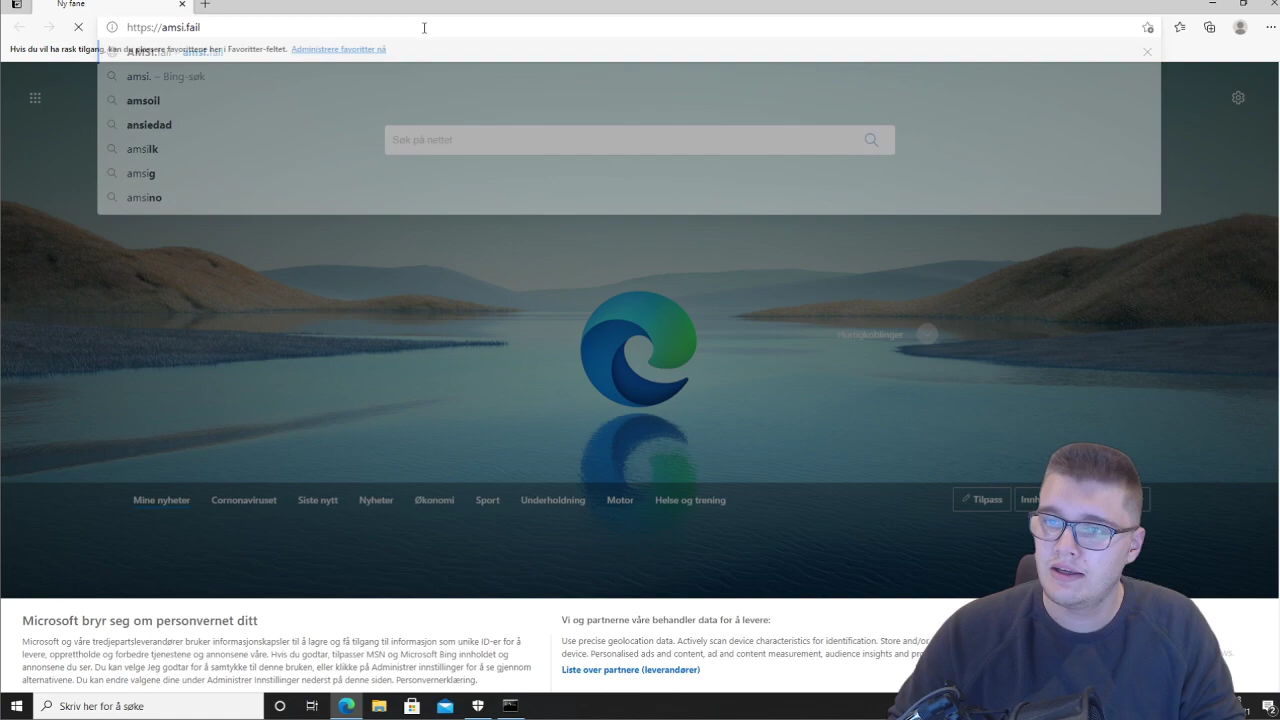 Ny fane
https://amsi.fail
Hvis du vil ha rask tilgang, kan du plassere favorittene her i Favoritter-feltet. Administrere favoritter nå
AMSI.fail – amsi.fail
amsi. – Bing-søk
amsoil
ansiedad
amsilk
amsig
amsino
Søk på nettet
Hurtigkoblinger
Mine nyheter Cornonaviruset Siste nytt Nyheter Økonomi Sport Underholdning Motor Helse og trening
Tilpass
Microsoft bryr seg om personvernet ditt
Microsoft og våre tredjepartsleverandører bruker informasjonskapsler til å lagre og få tilgang til informasjon som unike ID-er for å
levere, opprettholde og forbedre tjenestene og annonsene våre. Hvis du godtar, tilpasser MSN og Microsoft Bing innholdet og
annonsene du ser. Du kan velge Jeg godtar for å samtykke til denne bruken, eller klikke på Administrer innstillinger for å se gjennom
alternativene. Du kan endre valgene dine under Administrer Innstillinger nederst på denne siden. Personvernerklæring.
Vi og partnerne våre behandler data for å levere:
Use precise geolocation data. Actively scan device characteristics for identification. Store and/or
device. Personalised ads and content, ad and content measurement, audience insights and
Liste over partnere (leverandører)
Skriv her for å søke
2